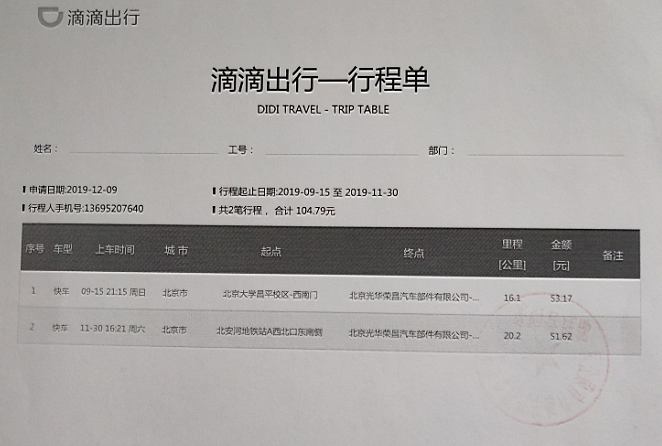 滴滴出行
滴滴出行—行程单
DIDI TRAVEL - TRIP TABLE
姓名： 工号： 部门：
申请日期:2019-12-09 行程起止日期:2019-09-15 至 2019-11-30
行程人手机号:13695207640 共2笔行程， 合计 104.79元
序号 车型 上车时间 城市 起点 终点 里程[公里] 金额[元] 备注
1 快车 09-15 21:15 周日 北京市 北京大学昌平校区-西南门 北京光华荣昌汽车部件有限公司-... 16.1 53.17
2 快车 11-30 16:21 周六 北京市 北安河地铁站A西北口东南侧 北京光华荣昌汽车部件有限公司-... 20.2 51.62